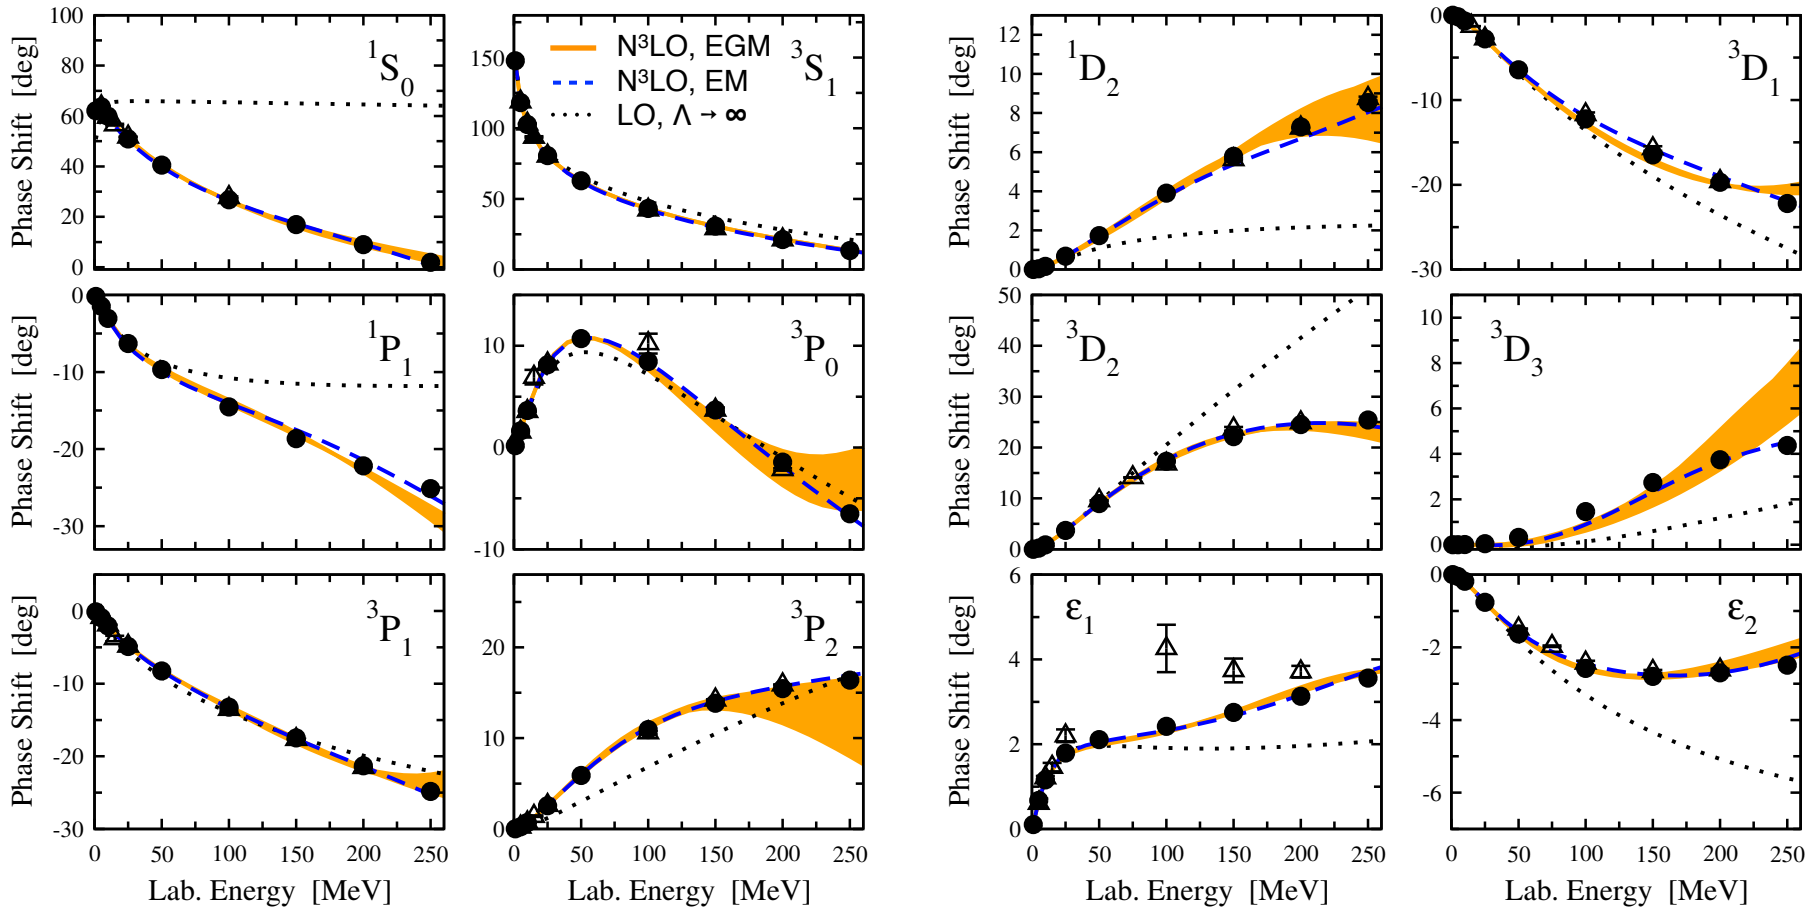 Phase Shift [deg]
100
80
60
40
20
0
¹S₀
150
100
50
0
N³LO, EGM
N³LO, EM
LO, Λ → ∞
³S₁
Phase Shift [deg]
12
10
8
6
4
2
0
¹D₂
0
-10
-20
-30
³D₁
Phase Shift [deg]
0
-10
-20
-30
¹P₁
10
0
-10
³P₀
Phase Shift [deg]
50
40
30
20
10
0
³D₂
10
8
6
4
2
0
³D₃
Phase Shift [deg]
0
-10
-20
-30
³P₁
20
10
0
³P₂
Phase Shift [deg]
6
4
2
0
ε₁
0
-2
-4
-6
ε₂
0 50 100 150 200 250
0 50 100 150 200 250
0 50 100 150 200 250
0 50 100 150 200 250
Lab. Energy [MeV]
Lab. Energy [MeV]
Lab. Energy [MeV]
Lab. Energy [MeV]